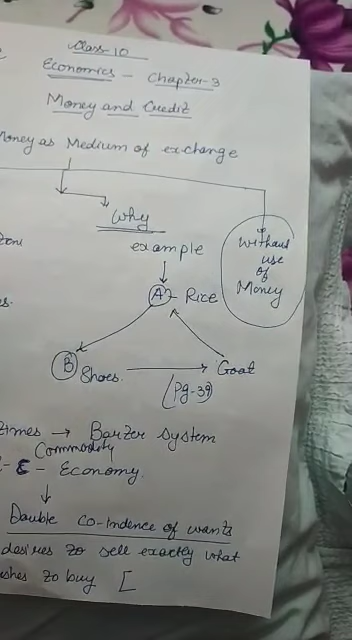 Class-10
Economics - Chapter-3
Money and Credit
Money as Medium of exchange
Why
example
Without
use
of
Money
A - Rice
B Shoes.
Goat
(Pg-39)
times → Barter System
Commodity
Economy.
Double co-indence of wants
desires to sell exactly what
shes to buy [